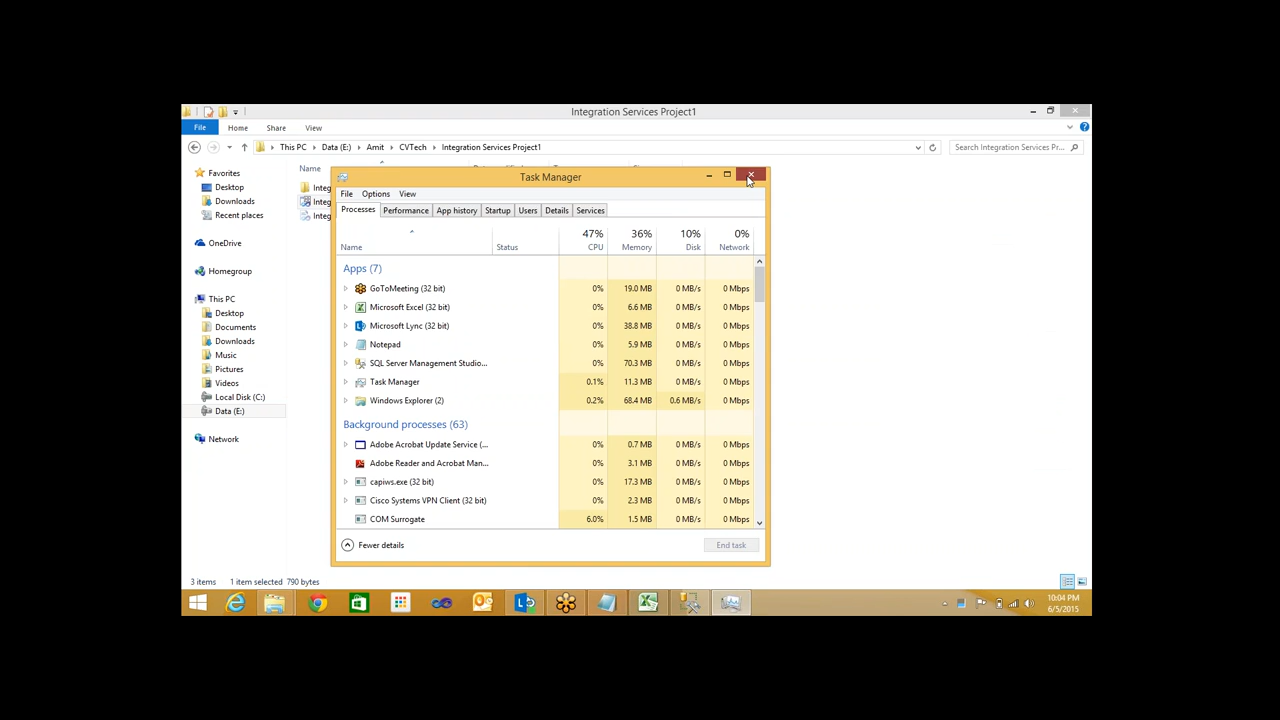 Integration Services Project1
File Home Share View
This PC Data (E:) Amit CVTech Integration Services Project1 Search Integration Services Pr...
Name
Favorites
Desktop
Downloads
Recent places
OneDrive
Homegroup
This PC
Desktop
Documents
Downloads
Music
Pictures
Videos
Local Disk (C:)
Data (E:)
Network
Integ
Integ
Integ
Task Manager
File Options View
Processes Performance App history Startup Users Details Services
47% 36% 10% 0%
Name Status CPU Memory Disk Network
Apps (7)
GoToMeeting (32 bit) 0% 19.0 MB 0 MB/s 0 Mbps
Microsoft Excel (32 bit) 0% 6.6 MB 0 MB/s 0 Mbps
Microsoft Lync (32 bit) 0% 38.8 MB 0 MB/s 0 Mbps
Notepad 0% 5.9 MB 0 MB/s 0 Mbps
SQL Server Management Studio... 0% 70.3 MB 0 MB/s 0 Mbps
Task Manager 0.1% 11.3 MB 0 MB/s 0 Mbps
Windows Explorer (2) 0.2% 68.4 MB 0.6 MB/s 0 Mbps
Background processes (63)
Adobe Acrobat Update Service (... 0% 0.7 MB 0 MB/s 0 Mbps
Adobe Reader and Acrobat Man... 0% 3.1 MB 0 MB/s 0 Mbps
capiws.exe (32 bit) 0% 17.3 MB 0 MB/s 0 Mbps
Cisco Systems VPN Client (32 bit) 0% 2.3 MB 0 MB/s 0 Mbps
COM Surrogate 6.0% 1.5 MB 0 MB/s 0 Mbps
Fewer details End task
3 items 1 item selected 790 bytes
10:04 PM
6/5/2015